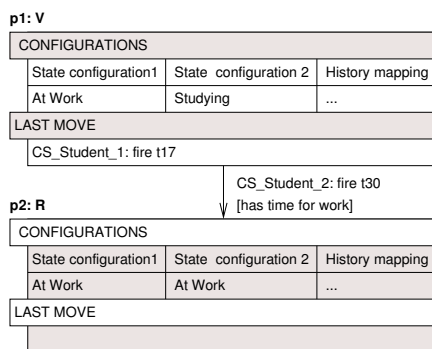 p1: V
CONFIGURATIONS
State configuration1 State configuration 2 History mapping
At Work Studying ...
LAST MOVE
CS_Student_1: fire t17
CS_Student_2: fire t30
[has time for work]
p2: R
CONFIGURATIONS
State configuration1 State configuration 2 History mapping
At Work At Work ...
LAST MOVE